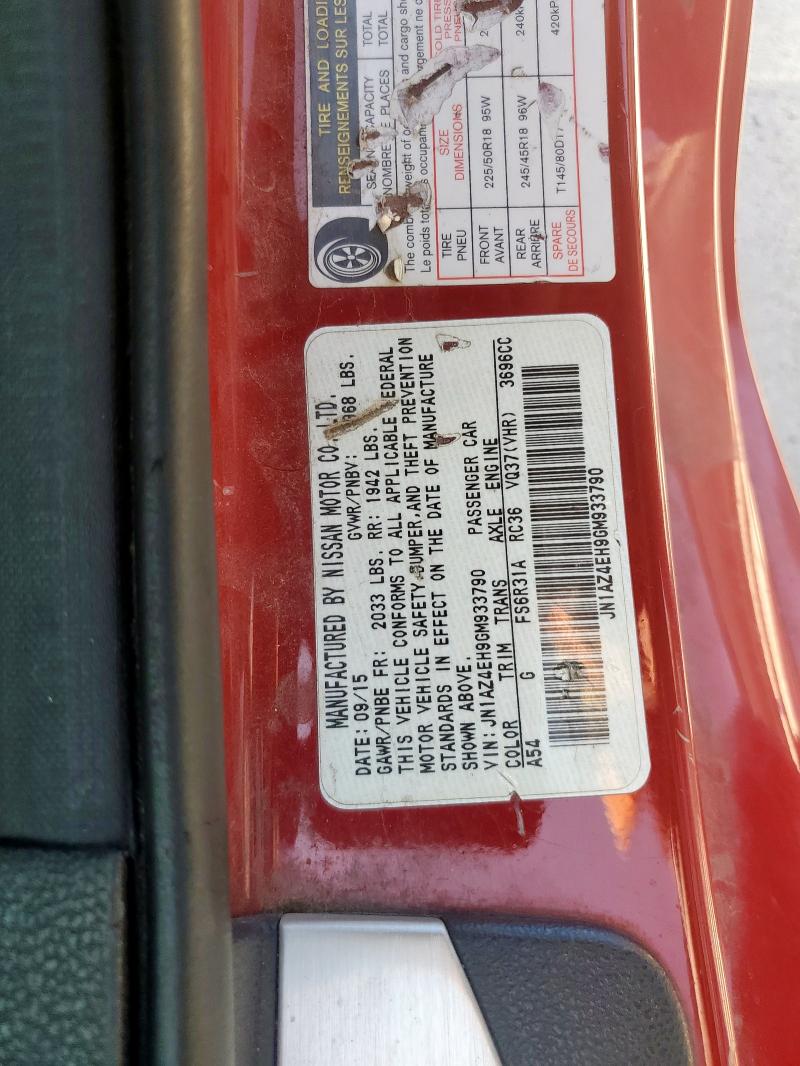 TIRE AND LOADI
RENSEIGNEMENTS SUR LES
CAPACITY TOTAL
NOMBRE PLACES TOTAL
The comb weight of and cargo sh
Le poids tot occupan rgement ne
TIRE
PNEU
SIZE
DIMENSIONS
FRONT
AVANT
225/50R18 95W
REAR
ARRIÈRE
245/45R18 96W
240k
SPARE
DE SECOURS
T145/80D17
420kP
MANUFACTURED BY NISSAN MOTOR CO.,LTD.
DATE: 09/15 GVWR/PNBV: 968 LBS.
GAWR/PNBE FR: 2033 LBS. RR: 1942 LBS.
THIS VEHICLE CONFORMS TO ALL APPLICABLE FEDERAL
MOTOR VEHICLE SAFETY,BUMPER,AND THEFT PREVENTION
STANDARDS IN EFFECT ON THE DATE OF MANUFACTURE
SHOWN ABOVE.
VIN:JN1AZ4EH9GM933790 PASSENGER CAR
COLOR TRIM TRANS AXLE ENGINE
A54 G FS6R31A RC36 VQ37(VHR) 3696CC
JN1AZ4EH9GM933790